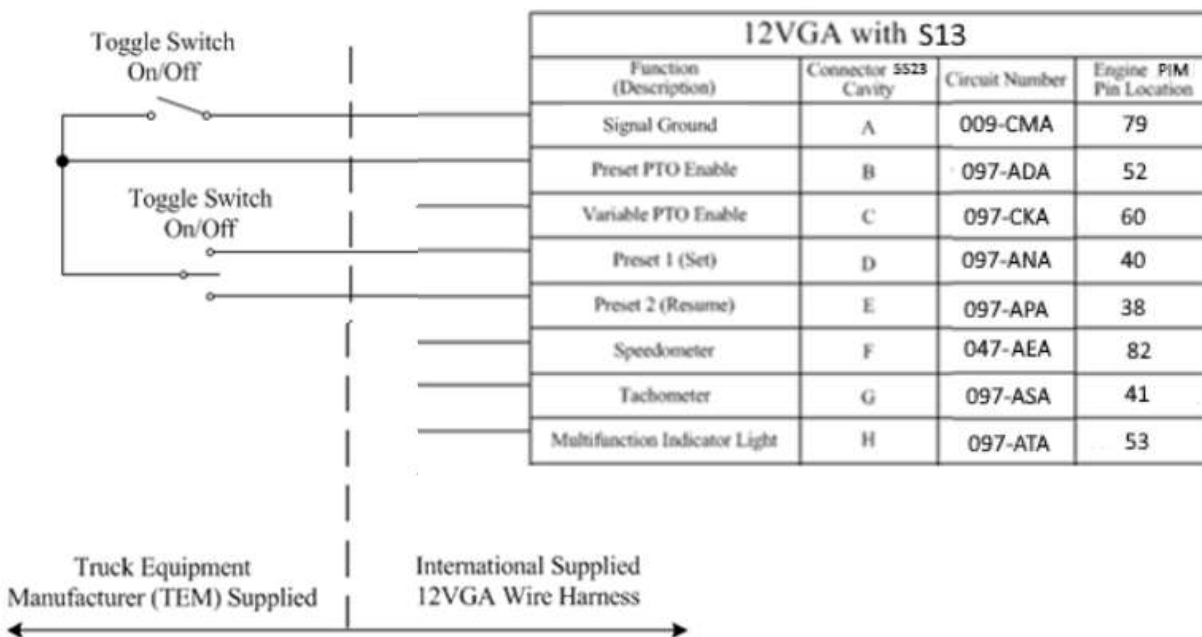 Toggle Switch
On/Off
Toggle Switch
On/Off
12VGA with S13
Function
(Description)
Connector 5523
Cavity
Circuit Number
Engine PIM
Pin Location
Signal Ground A 009-CMA 79
Preset PTO Enable B 097-ADA 52
Variable PTO Enable C 097-CKA 60
Preset 1 (Set) D 097-ANA 40
Preset 2 (Resume) E 097-APA 38
Speedometer F 047-AEA 82
Tachometer G 097-ASA 41
Multifunction Indicator Light H 097-ATA 53
Truck Equipment
Manufacturer (TEM) Supplied
International Supplied
12VGA Wire Harness